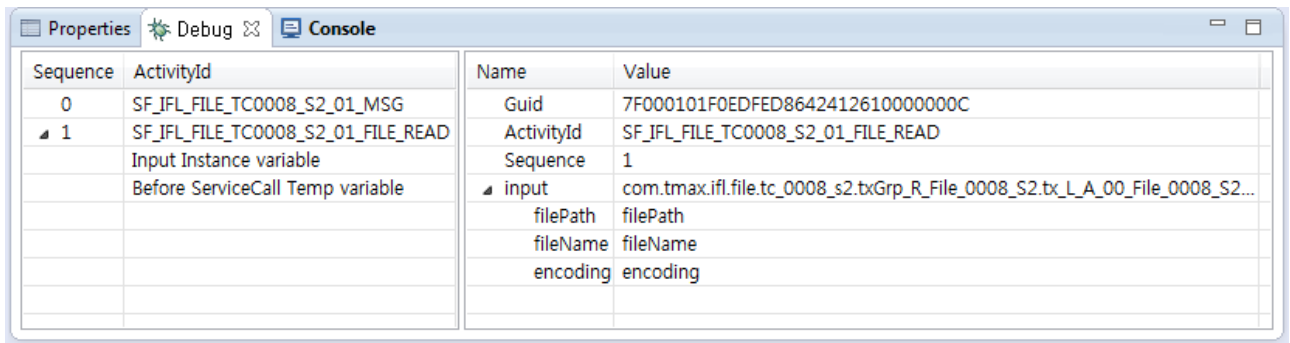 Properties Debug Console
Sequence ActivityId
0 SF_IFL_FILE_TC0008_S2_01_MSG
1 SF_IFL_FILE_TC0008_S2_01_FILE_READ
Input Instance variable
Before ServiceCall Temp variable
Name Value
Guid 7F000101F0EDFED8642412610000000C
ActivityId SF_IFL_FILE_TC0008_S2_01_FILE_READ
Sequence 1
input com.tmax.ifl.file.tc_0008_s2.txGrp_R_File_0008_S2.tx_L_A_00_File_0008_S2...
filePath filePath
fileName fileName
encoding encoding